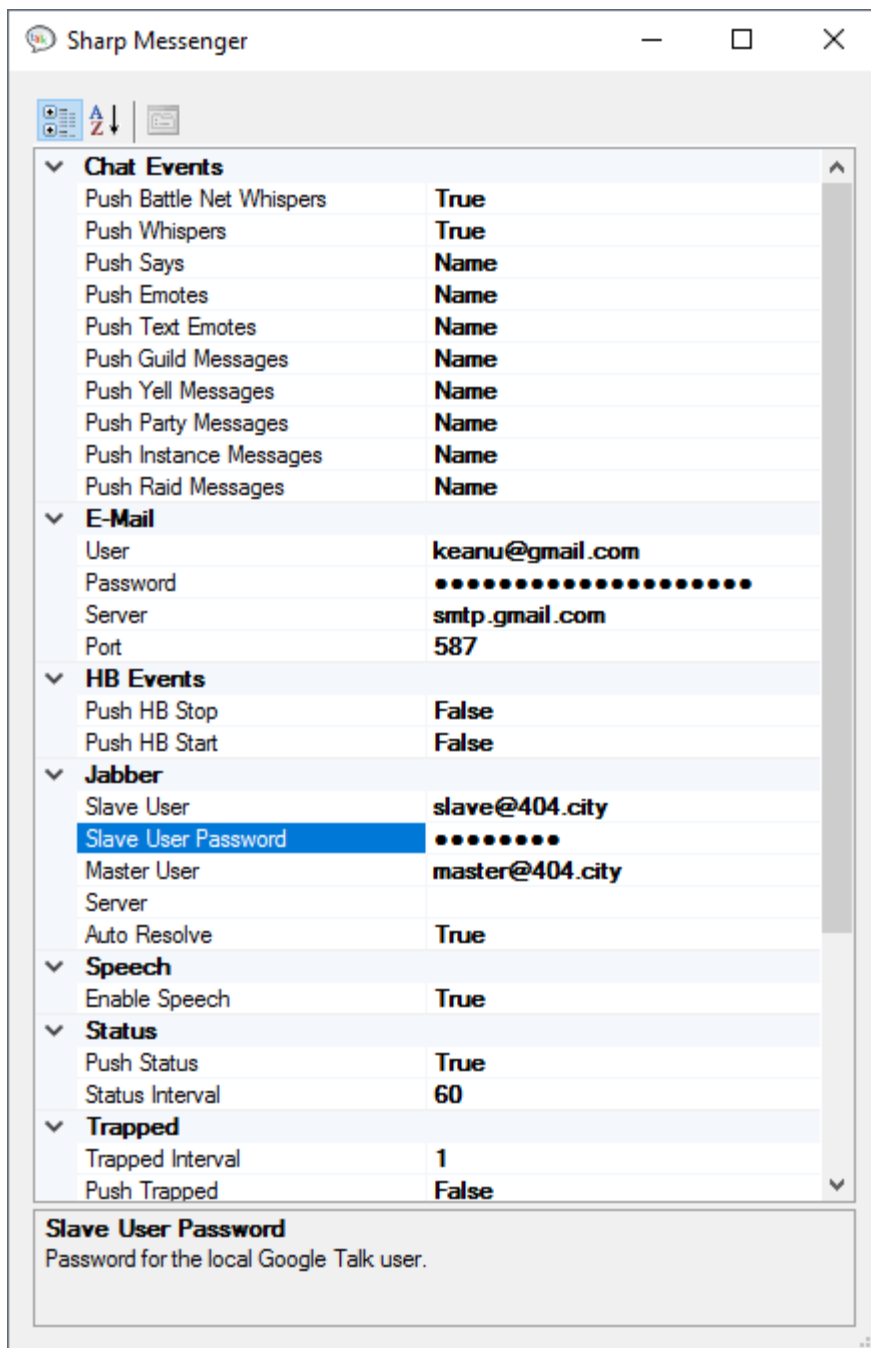 Sharp Messenger
Chat Events
Push Battle Net Whispers True
Push Whispers True
Push Says Name
Push Emotes Name
Push Text Emotes Name
Push Guild Messages Name
Push Yell Messages Name
Push Party Messages Name
Push Instance Messages Name
Push Raid Messages Name
E-Mail
User keanu@gmail.com
Password ●●●●●●●●●●●●●●●●●●●●
Server smtp.gmail.com
Port 587
HB Events
Push HB Stop False
Push HB Start False
Jabber
Slave User slave@404.city
Slave User Password ●●●●●●●●
Master User master@404.city
Server
Auto Resolve True
Speech
Enable Speech True
Status
Push Status True
Status Interval 60
Trapped
Trapped Interval 1
Push Trapped False
Slave User Password
Password for the local Google Talk user.